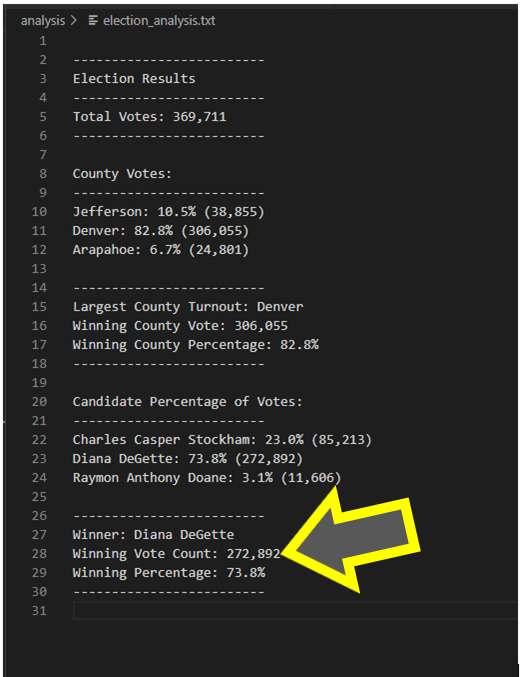 analysis > election_analysis.txt
1
2 -------------------------
3 Election Results
4 -------------------------
5 Total Votes: 369,711
6 -------------------------
7
8 County Votes:
9 -------------------------
10 Jefferson: 10.5% (38,855)
11 Denver: 82.8% (306,055)
12 Arapahoe: 6.7% (24,801)
13
14 -------------------------
15 Largest County Turnout: Denver
16 Winning County Vote: 306,055
17 Winning County Percentage: 82.8%
18 -------------------------
19
20 Candidate Percentage of Votes:
21 -------------------------
22 Charles Casper Stockham: 23.0% (85,213)
23 Diana DeGette: 73.8% (272,892)
24 Raymon Anthony Doane: 3.1% (11,606)
25
26 -------------------------
27 Winner: Diana DeGette
28 Winning Vote Count: 272,892
29 Winning Percentage: 73.8%
30 -------------------------
31